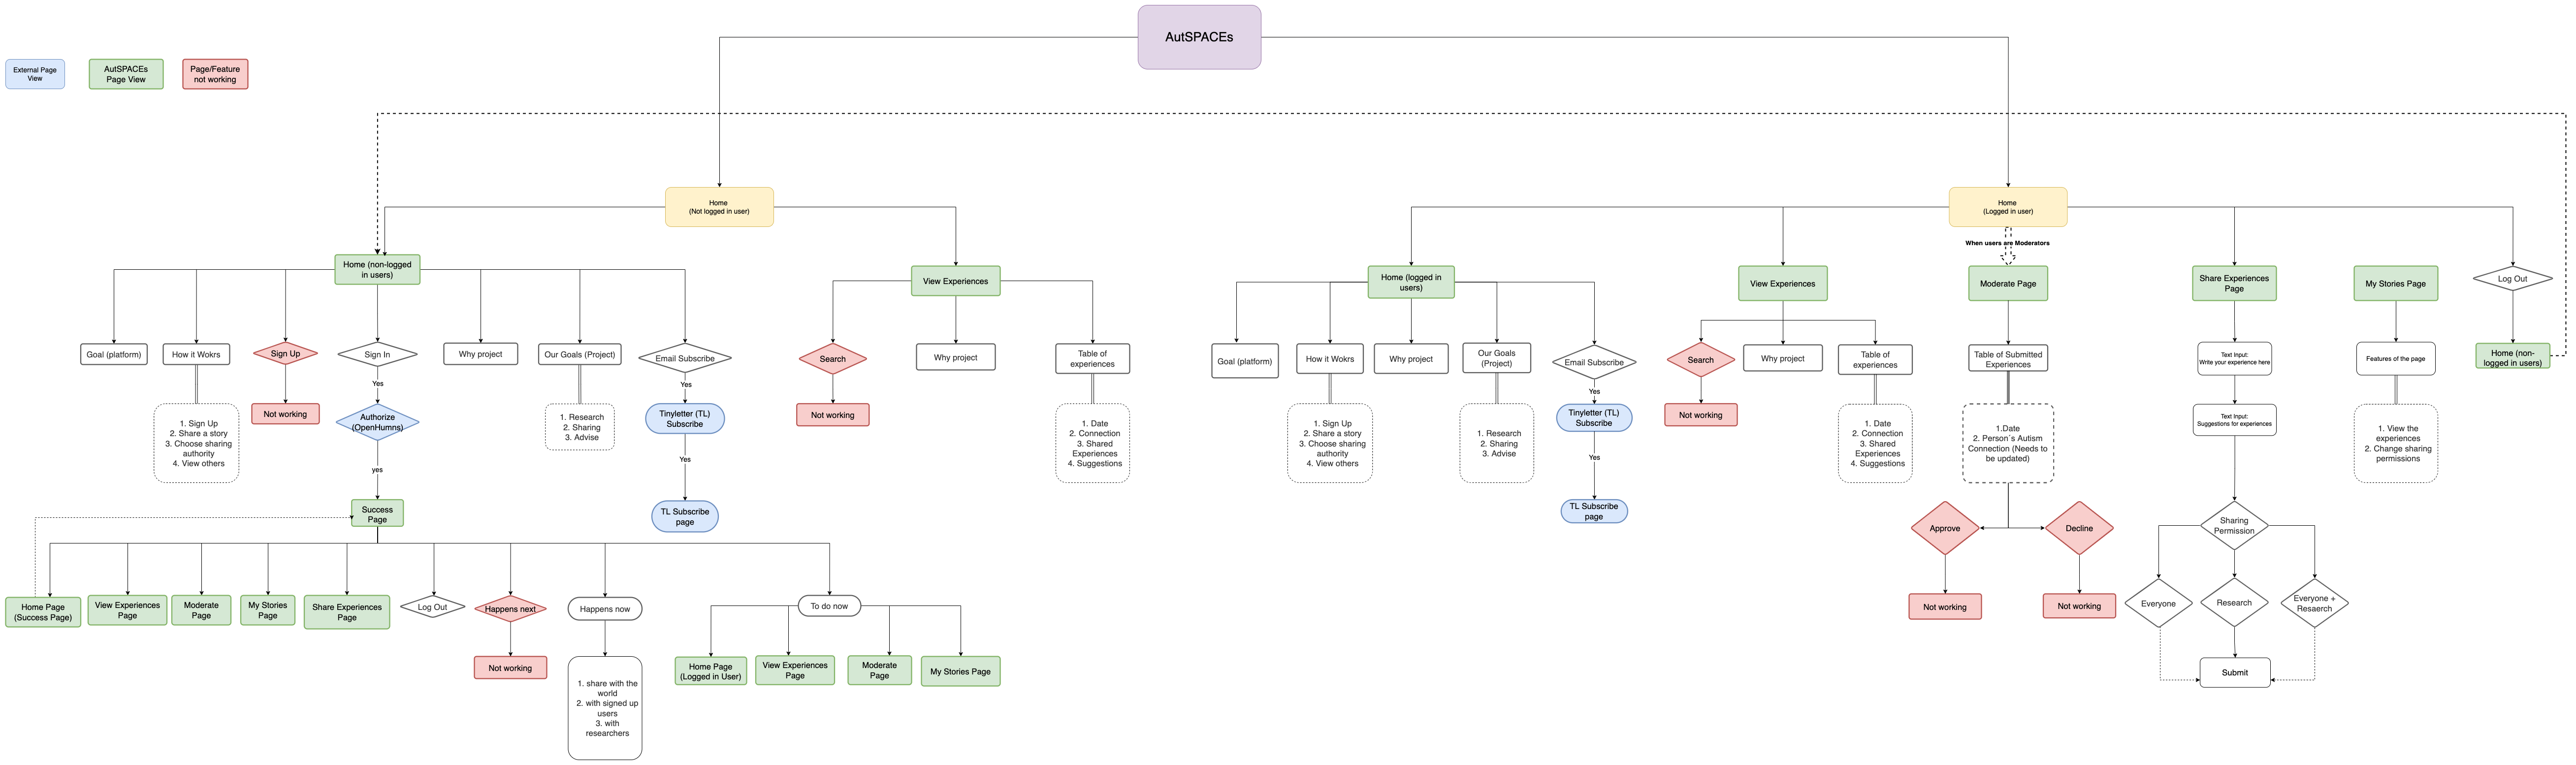 AutSPACEs
External Page
View
AutSPACEs
Page View
Page/Feature
not working
Home
(Not logged in user)
Home
(Logged in user)
When users are Moderators
Home (non-logged
in users)
View Experiences
Home (logged in
users)
View Experiences
Moderate Page
Share Experiences
Page
My Stories Page
Log Out
Goal (platform)
How it Wokrs
Sign Up
Sign In
Why project
Our Goals (Project)
Email Subscribe
Search
Why project
Table of
experiences
Goal (platform)
How it Wokrs
Why project
Our Goals
(Project)
Email Subscribe
Search
Why project
Table of
experiences
Table of Submitted
Experiences
Text Input:
Write your experience here
Features of the page
Home (non-
logged in users)
Yes
Yes
Yes
1. Sign Up
2. Share a story
3. Choose sharing
authority
4. View others
Not working
Authorize
(OpenHumns)
1. Research
2. Sharing
3. Advise
Tinyletter (TL)
Subscribe
Not working
1. Date
2. Connection
3. Shared
Experiences
4. Suggestions
1. Sign Up
2. Share a story
3. Choose sharing
authority
4. View others
1. Research
2. Sharing
3. Advise
Tinyletter (TL)
Subscribe
Not working
1. Date
2. Connection
3. Shared
Experiences
4. Suggestions
1.Date
2. Person´s Autism
Connection (Needs to
be updated)
Text Input:
Suggestions for experiences
1. View the
experiences
2. Change sharing
permissions
yes
Yes
Yes
Success
Page
TL Subscribe
page
TL Subscribe
page
Approve
Decline
Sharing
Permission
Home Page
(Success Page)
View Experiences
Page
Moderate
Page
My Stories
Page
Share Experiences
Page
Log Out
Happens next
Happens now
To do now
Not working
Not working
Everyone
Research
Everyone +
Resaerch
Not working
1. share with the
world
2. with signed up
users
3. with
researchers
Home Page
(Logged in User)
View Experiences
Page
Moderate
Page
My Stories Page
Submit